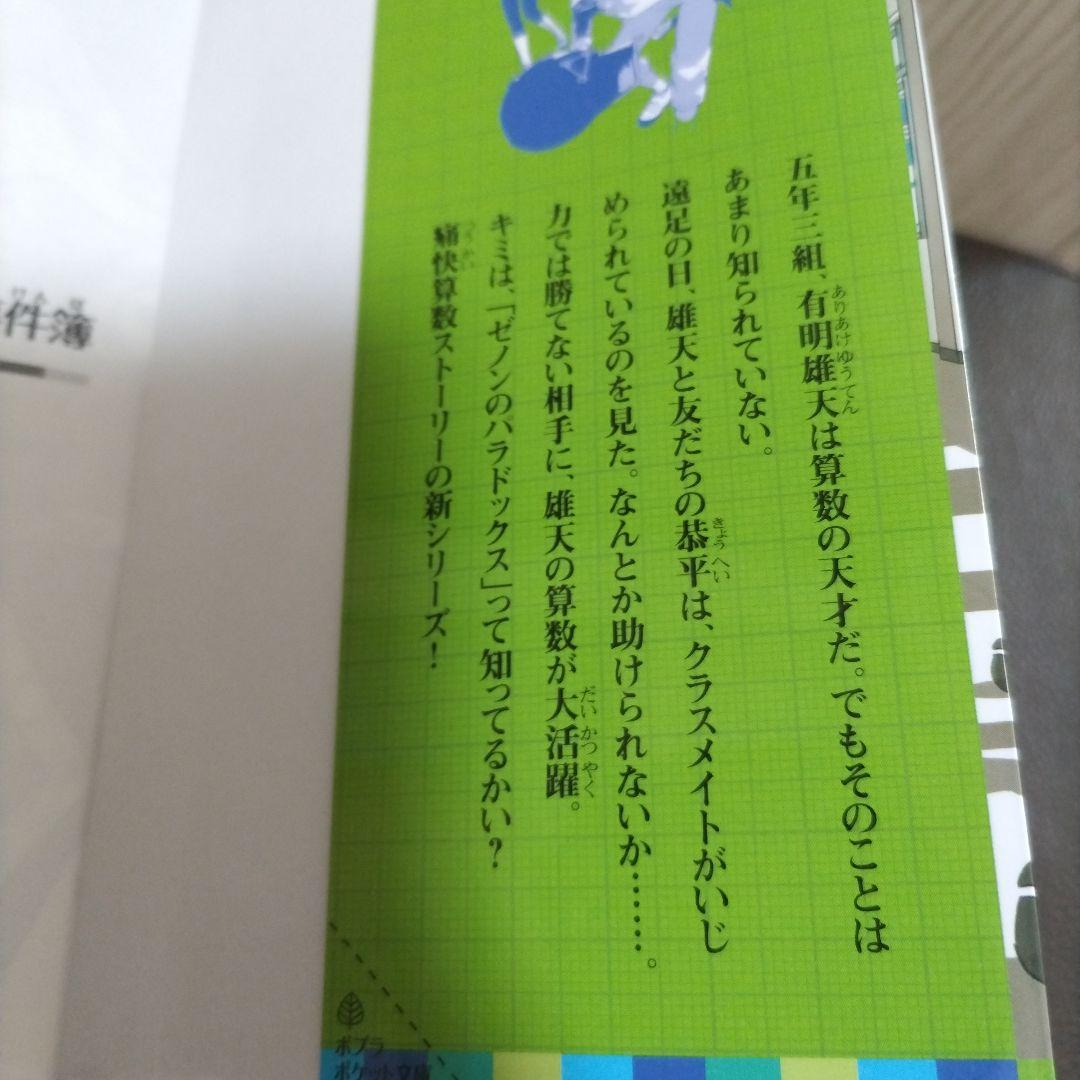 五年三組、有明雄天は算数の天才だ。でもそのことは
あまり知られていない。
遠足の日、雄天と友だちの恭平は、クラスメイトがいじ
められているのを見た。なんとか助けられないか……。
力では勝てない相手に、雄天の算数が大活躍。
キミは、「ゼノンのパラドックス」って知ってるかい？
痛快算数ストーリーの新シリーズ！
ポプラ
ポケット文庫
件簿